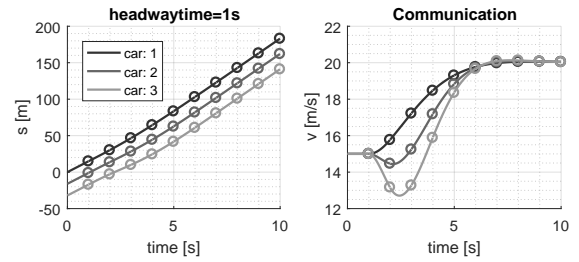 headwaytime=1s
200
150
100
50
0
-50
s [m]
car: 1
car: 2
car: 3
0 5 10
time [s]
Communication
22
20
18
16
14
12
v [m/s]
0 5 10
time [s]